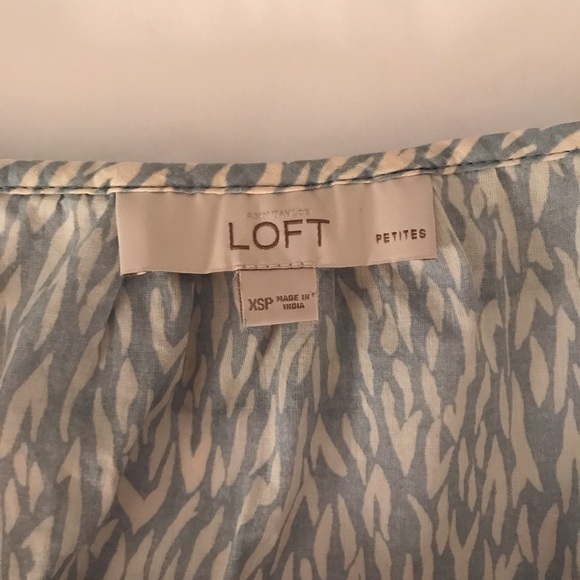 ANN TAYLOR
LOFT
PETITES
XSP MADE IN
INDIA